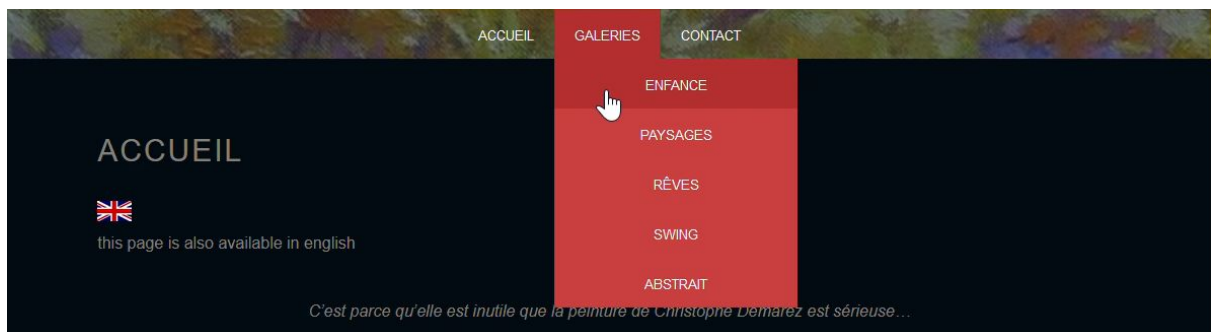 ACCUEIL GALERIES CONTACT
ENFANCE
PAYSAGES
ACCUEIL
RÊVES
SWING
this page is also available in english
ABSTRAIT
C'est parce qu'elle est inutile que la peinture de Christophe Demarez est sérieuse…